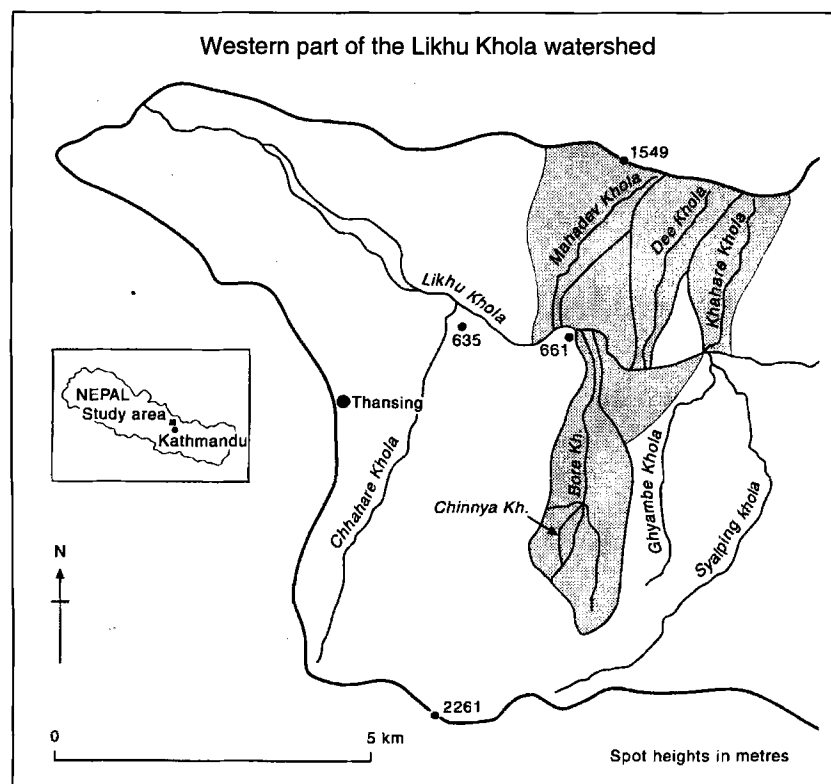 Western part of the Likhu Khola watershed
1549
Mahadev Khola
Dee Khola
Khahare Khola
Likhu Khola
635
661
NEPAL
Study area
Kathmandu
Thansing
Chhahare Khola
Bore Kh.
Chinnya Kh.
Ghyambe Khola
Syalping Khola
N
2261
0
5 km
Spot heights in metres